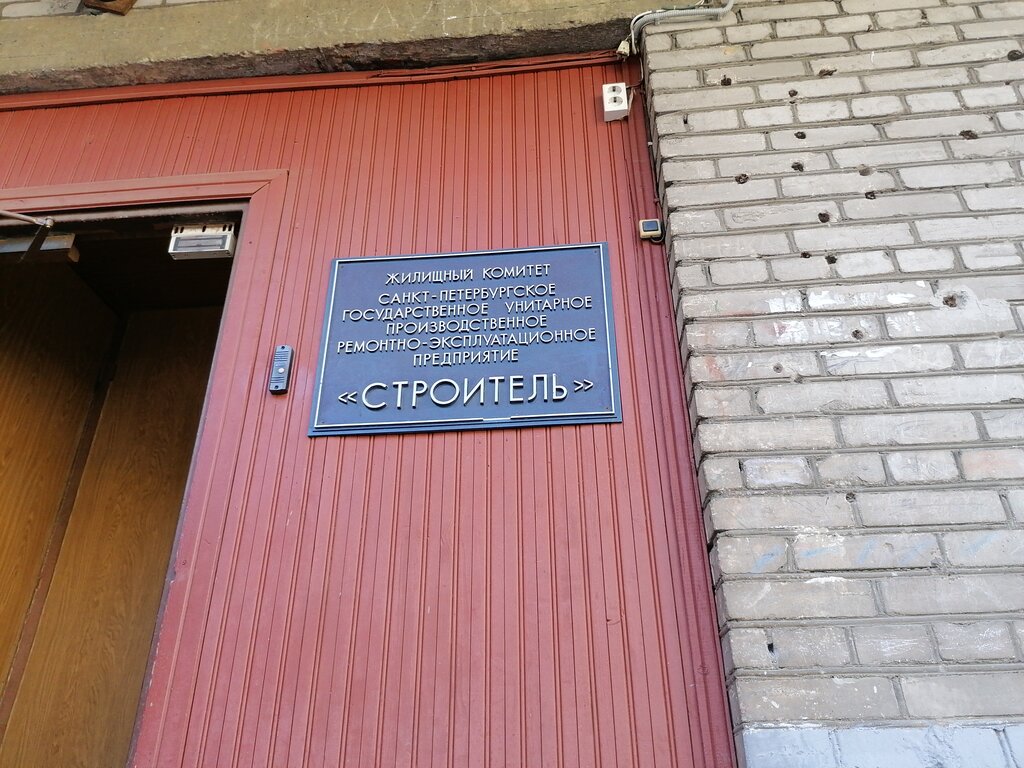 ЖИЛИЩНЫЙ КОМИТЕТ
САНКТ-ПЕТЕРБУРГСКОЕ
ГОСУДАРСТВЕННОЕ УНИТАРНОЕ
ПРОИЗВОДСТВЕННОЕ
РЕМОНТНО-ЭКСПЛУАТАЦИОННОЕ
ПРЕДПРИЯТИЕ
«СТРОИТЕЛЬ»